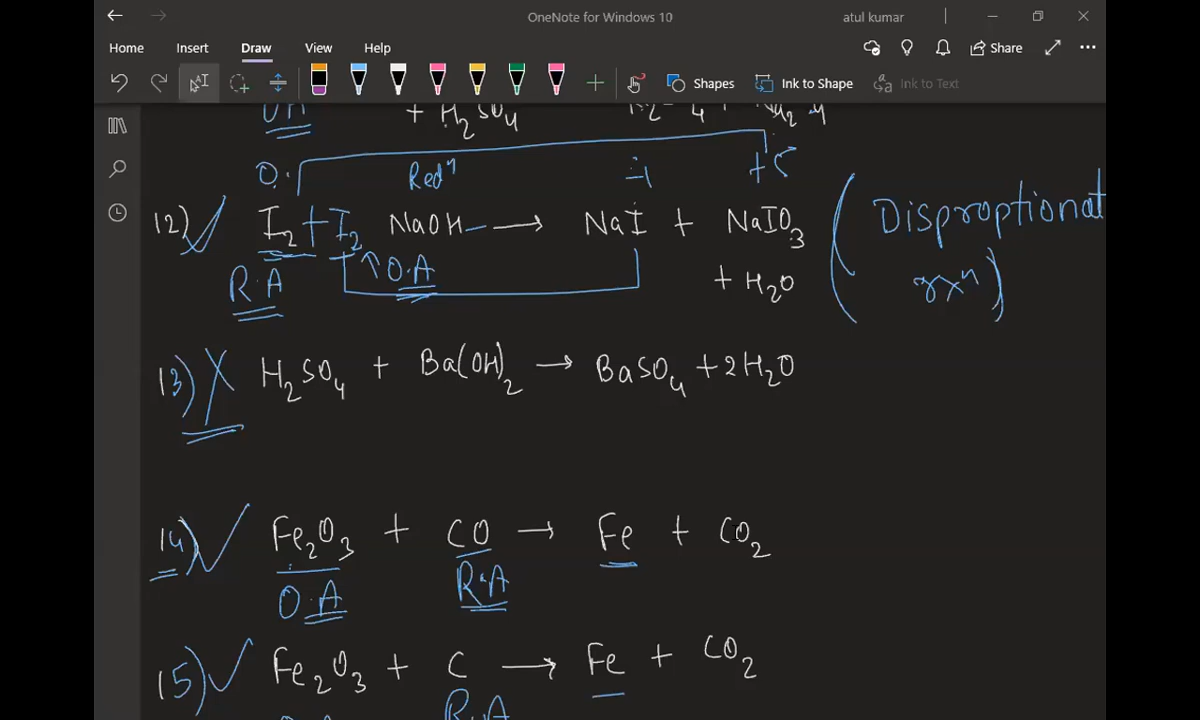 OneNote for Windows 10
atul kumar
Home Insert Draw View Help
Share
Shapes Ink to Shape Ink to Text
+ H₂SO₄
0 Redⁿ -1 +5
12) I₂ + I₂ NaOH → NaI + NaIO₃ (Disproptionat
R.A O.A + H₂O rxⁿ)
13) H₂SO₄ + Ba(OH)₂ → BaSO₄ + 2H₂O
14) Fe₂O₃ + CO → Fe + CO₂
O.A R.A
15) Fe₂O₃ + C → Fe + CO₂
R.A